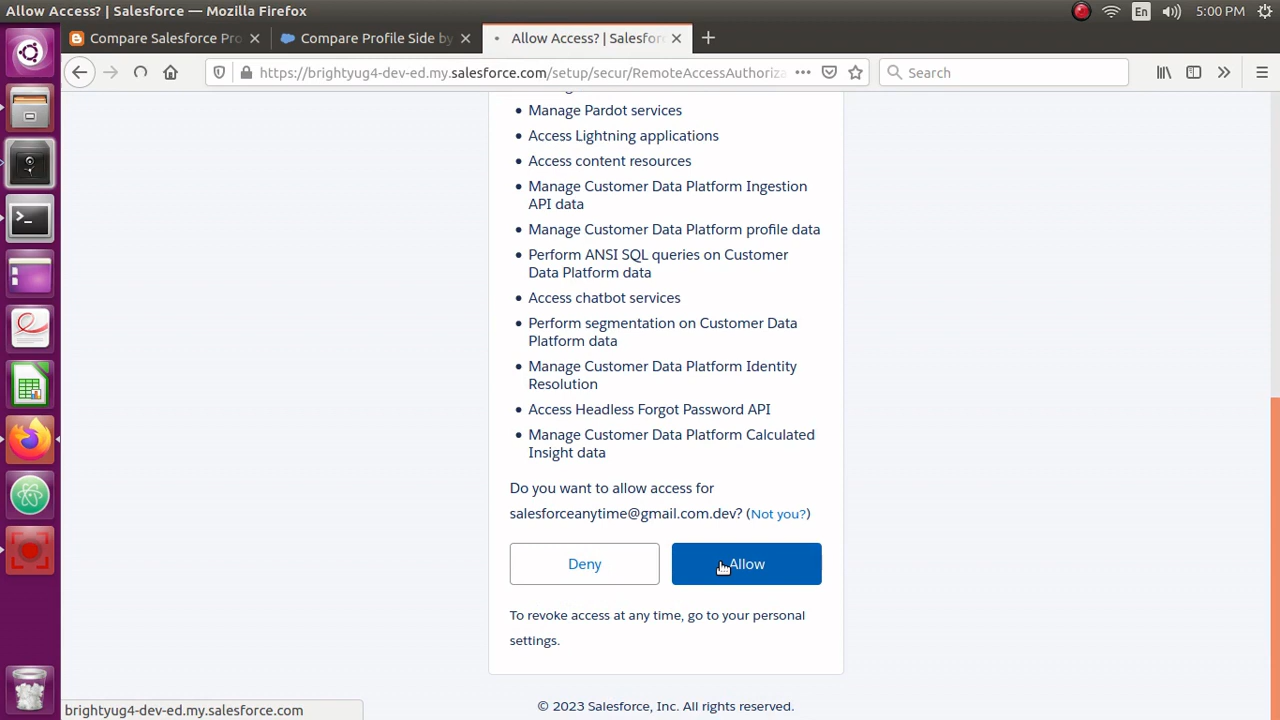 Allow Access? | Salesforce — Mozilla Firefox
En
5:00 PM
Compare Salesforce Pro
Compare Profile Side by
Allow Access? | Salesforc
https://brightyug4-dev-ed.my.salesforce.com/setup/secur/RemoteAccessAuthoriza
Search
• Manage Pardot services
• Access Lightning applications
• Access content resources
• Manage Customer Data Platform Ingestion
API data
• Manage Customer Data Platform profile data
• Perform ANSI SQL queries on Customer
Data Platform data
• Access chatbot services
• Perform segmentation on Customer Data
Platform data
• Manage Customer Data Platform Identity
Resolution
• Access Headless Forgot Password API
• Manage Customer Data Platform Calculated
Insight data
Do you want to allow access for
salesforceanytime@gmail.com.dev? (Not you?)
Deny
Allow
To revoke access at any time, go to your personal
settings.
© 2023 Salesforce, Inc. All rights reserved.
brightyug4-dev-ed.my.salesforce.com